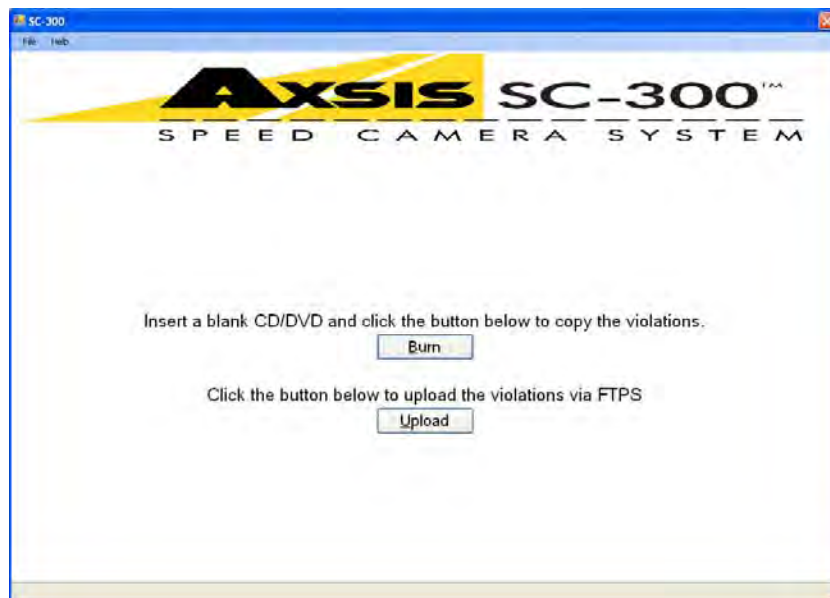 SC-300
File Help
AXSIS SC-300™
SPEED CAMERA SYSTEM
Insert a blank CD/DVD and click the button below to copy the violations.
Burn
Click the button below to upload the violations via FTPS
Upload